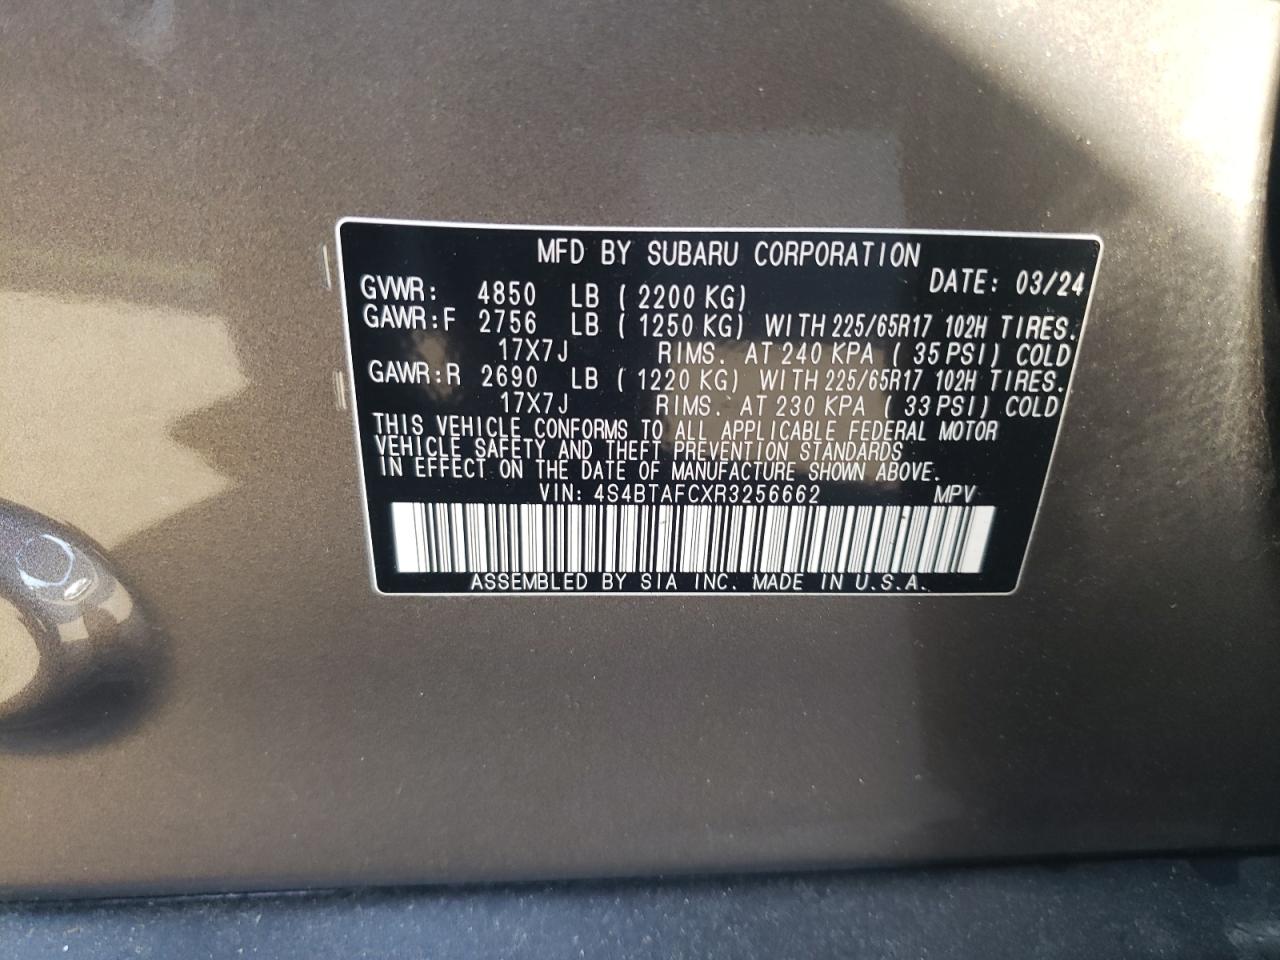 MFD BY SUBARU CORPORATION
DATE: 03/24
GVWR: 4850 LB (2200 KG)
GAWR:F 2756 LB (1250 KG) WITH 225/65R17 102H TIRES.
17X7J RIMS. AT 240 KPA (35 PSI) COLD
GAWR:R 2690 LB (1220 KG) WITH 225/65R17 102H TIRES.
17X7J RIMS. AT 230 KPA (33 PSI) COLD
THIS VEHICLE CONFORMS TO ALL APPLICABLE FEDERAL MOTOR
VEHICLE SAFETY AND THEFT PREVENTION STANDARDS
IN EFFECT ON THE DATE OF MANUFACTURE SHOWN ABOVE.
VIN: 4S4BTAFCXR3256662 MPV
ASSEMBLED BY SIA INC. MADE IN U.S.A.